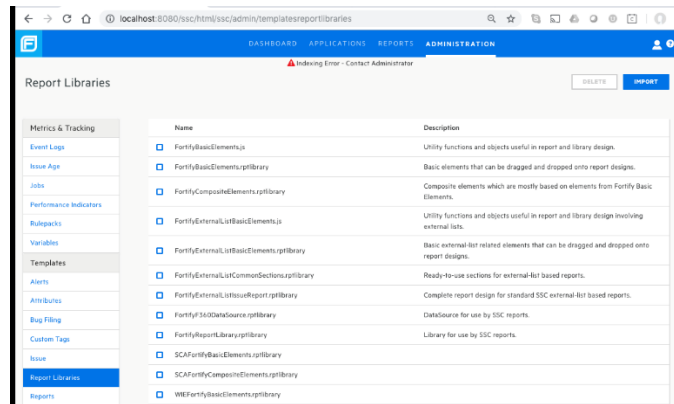 localhost:8080/ssc/html/ssc/admin/templatesreportlibraries
DASHBOARD APPLICATIONS REPORTS ADMINISTRATION
Indexing Error - Contact Administrator
Report Libraries
DELETE IMPORT
Metrics & Tracking
Event Logs
Issue Age
Jobs
Performance Indicators
Rulepacks
Variables
Templates
Alerts
Attributes
Bug Filing
Custom Tags
Issue
Report Libraries
Reports
Name Description
FortifyBasicElements.js Utility functions and objects useful in report and library design.
FortifyBasicElements.rptlibrary Basic elements that can be dragged and dropped onto report designs.
FortifyCompositeElements.rptlibrary Composite elements which are mostly based on elements from Fortify Basic
Elements.
FortifyExternalListBasicElements.js Utility functions and objects useful in report and library design involving
external lists.
FortifyExternalListBasicElements.rptlibrary Basic external-list related elements that can be dragged and dropped onto
report designs.
FortifyExternalListCommonSections.rptlibrary Ready-to-use sections for external-list based reports.
FortifyExternalListIssueReport.rptlibrary Complete report design for standard SSC external-list based reports.
FortifyF360DataSource.rptlibrary DataSource for use by SSC reports.
FortifyReportLibrary.rptlibrary Library for use by SSC reports.
SCAFortifyBasicElements.rptlibrary
SCAFortifyCompositeElements.rptlibrary
WIEFortifyBasicElements.rptlibrary